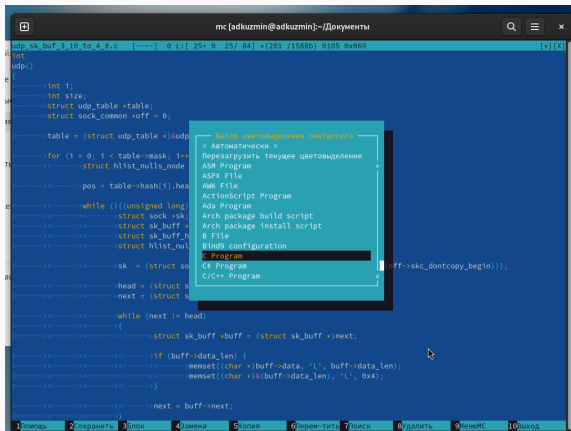 mc [adkuzmin@adkuzmin]:~/Документы
udp_sk_buf_3_10_to_4_8.c [----] 0 L:[ 25+ 0 25/ 84] *(281 /1588b) 0105 0x069 [*][X]
int
udp()
{
int i;
int size;
struct udp_table *table;
struct sock_common *off = 0;
table = (struct udp_table *)&udp
for (i = 0; i < table->mask; i++
struct hlist_nulls_node
pos = table->hash[i].hea
while (!((unsigned long)
struct sock *sk;
struct sk_buff *
struct sk_buff_h
struct hlist_nul
sk = (struct so (off->skc_dontcopy_begin)));
head = (struct s
next = (struct s
while (next != head)
{
struct sk_buff *buff = (struct sk_buff *)next;
if (buff->data_len) {
memset((char *)buff->data, 'L', buff->data_len);
memset((char *)&(buff->data_len), 'L', 0x4);
}
next = buff->next;
}
Выбор цветовыделения синтаксиса
< Автоматически >
Перезагрузить текущее цветовыделение
ASM Program
ASPX File
AWK File
ActionScript Program
Ada Program
Arch package build script
Arch package install script
B File
Bind9 configuration
C Program
C# Program
C/C++ Program
1Помощь 2Сохранить 3Блок 4Замена 5Копия 6Перем~тить 7Поиск 8Удалить 9МенюМС 10Выход